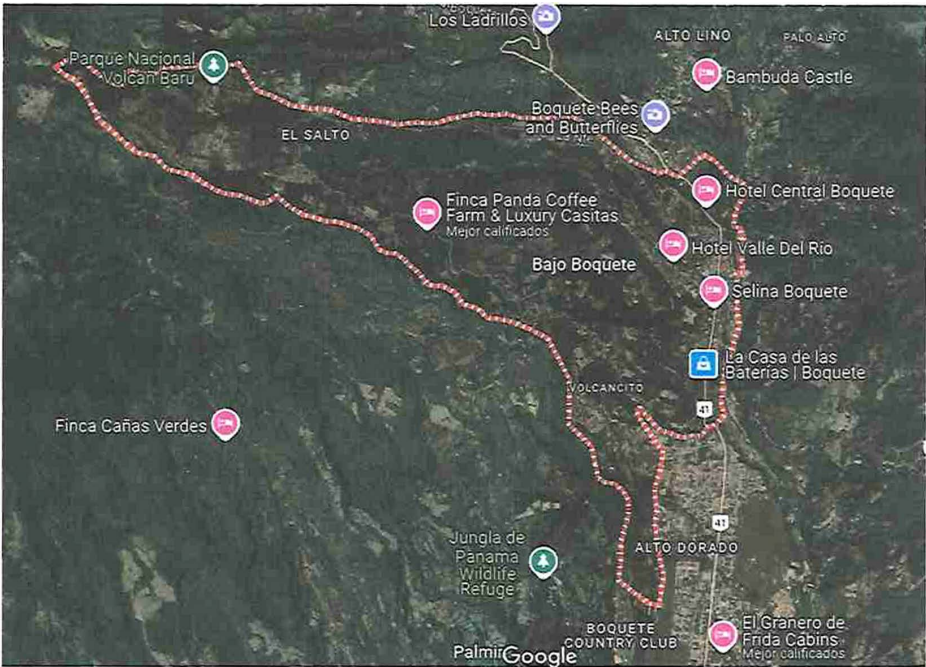 Los Ladrillos
ALTO LINO
PALO ALTO
Parque Nacional
Volcán Barú
Bambuda Castle
Boquete Bees
and Butterflies
EL SALTO
Finca Panda Coffee
Farm & Luxury Casitas
Mejor calificados
Hotel Central Boquete
Hotel Valle Del Rio
Bajo Boquete
Selina Boquete
La Casa de las
Baterias | Boquete
VOLCANCITO
41
Finca Cañas Verdes
41
ALTO DORADO
Jungla de
Panama
Wildlife
Refuge
BOQUETE
COUNTRY CLUB
El Granero de
Frida Cabins
Mejor calificados
Palmir
Google